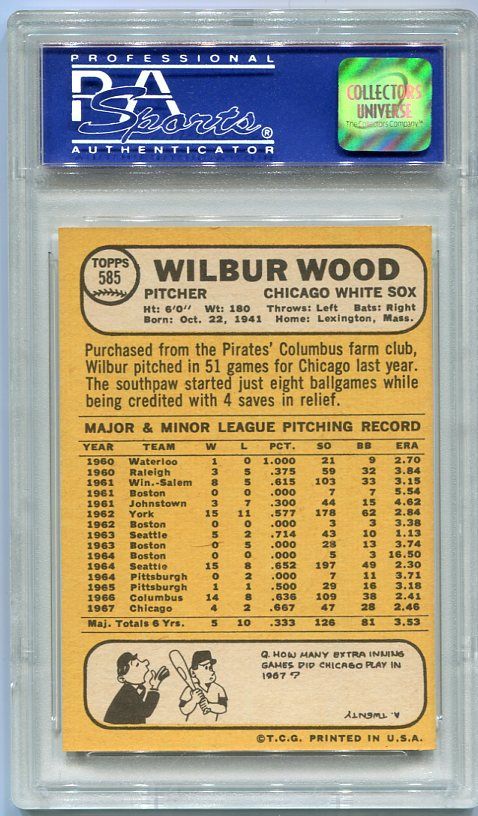 PROFESSIONAL
PSA
Sports®
AUTHENTICATOR
COLLECTORS
UNIVERSE
The Collectors Company™
TOPPS
585
WILBUR WOOD
PITCHER CHICAGO WHITE SOX
Ht: 6'0" Wt: 180 Throws: Left Bats: Right
Born: Oct. 22, 1941 Home: Lexington, Mass.
Purchased from the Pirates' Columbus farm club,
Wilbur pitched in 51 games for Chicago last year.
The southpaw started just eight ballgames while
being credited with 4 saves in relief.
MAJOR & MINOR LEAGUE PITCHING RECORD
YEAR TEAM W L PCT. SO BB ERA
1960 Waterloo 1 0 1.000 21 9 2.70
1960 Raleigh 3 5 .375 59 32 3.84
1961 Win.-Salem 8 5 .615 103 33 3.15
1961 Boston 0 0 .000 7 7 5.54
1961 Johnstown 3 7 .300 44 15 4.62
1962 York 15 11 .577 178 62 2.84
1962 Boston 0 0 .000 3 3 3.38
1963 Seattle 5 2 .714 43 10 1.13
1963 Boston 0 5 .000 28 13 3.74
1964 Boston 0 0 .000 5 3 16.50
1964 Seattle 15 8 .652 197 49 2.30
1964 Pittsburgh 0 2 .000 7 11 3.71
1965 Pittsburgh 1 1 .500 29 16 3.18
1966 Columbus 14 8 .636 109 38 2.41
1967 Chicago 4 2 .667 47 28 2.46
Maj. Totals 6 Yrs. 5 10 .333 126 81 3.53
Q. HOW MANY EXTRA INNING
GAMES DID CHICAGO PLAY IN
1967?
A. TWENTY
©T.C.G. PRINTED IN U.S.A.